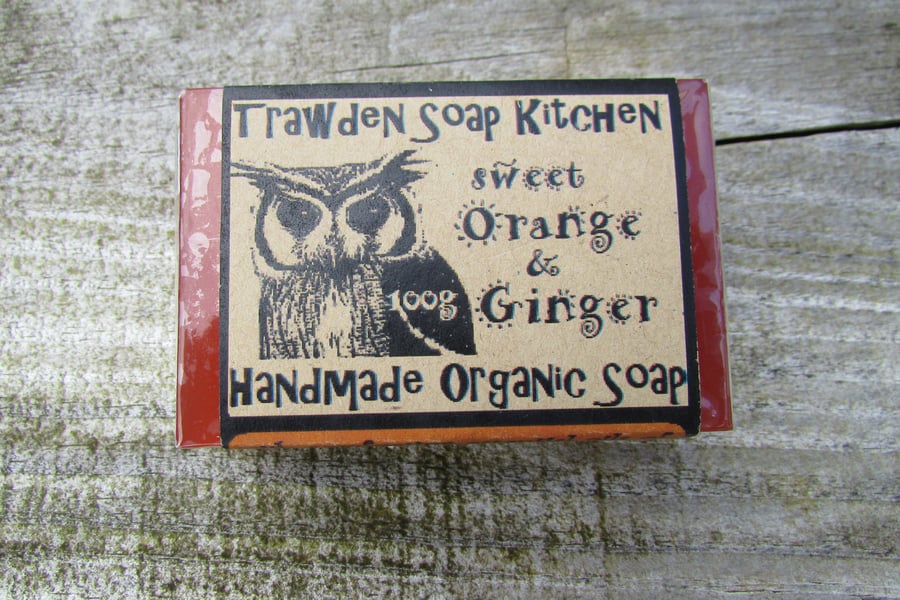 Trawden Soap Kitchen
sweet
Orange
&
Ginger
100g
Handmade Organic Soap